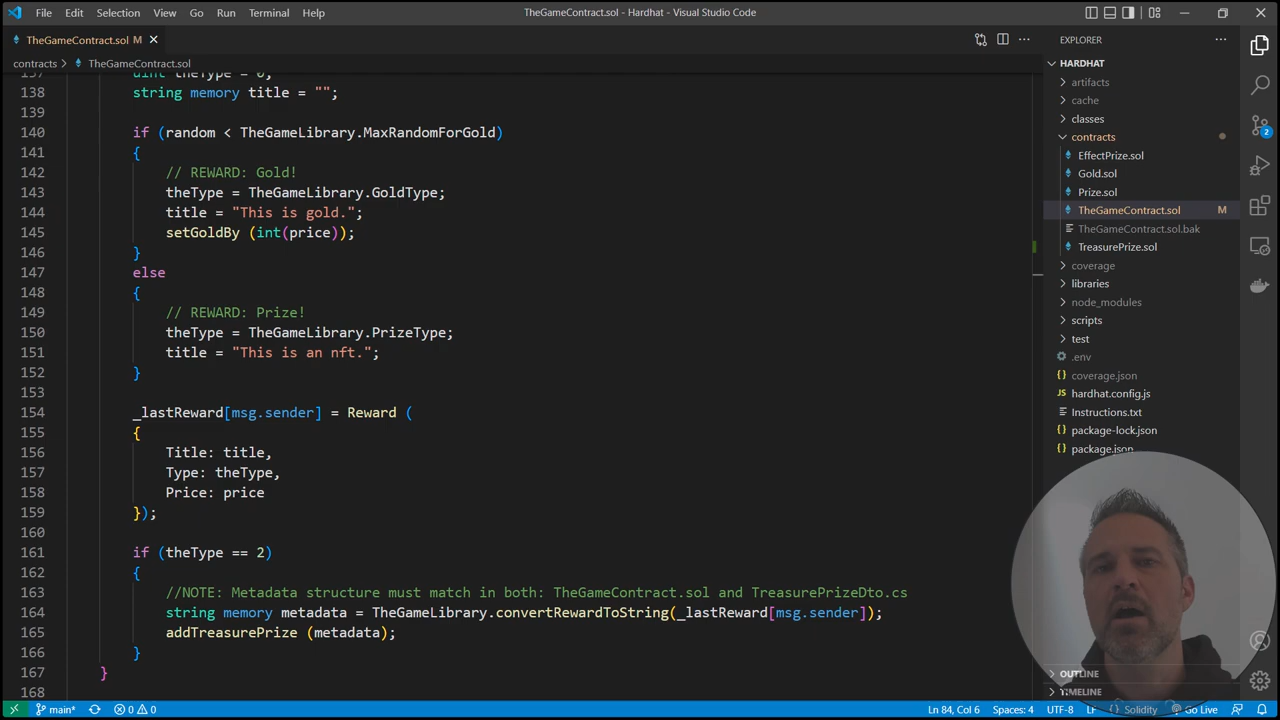 File Edit Selection View Go Run Terminal Help
TheGameContract.sol - Hardhat - Visual Studio Code
TheGameContract.sol M
contracts > TheGameContract.sol
137 uint theType = 0;
138 string memory title = "";
139
140 if (random < TheGameLibrary.MaxRandomForGold)
141 {
142 // REWARD: Gold!
143 theType = TheGameLibrary.GoldType;
144 title = "This is gold.";
145 setGoldBy (int(price));
146 }
147 else
148 {
149 // REWARD: Prize!
150 theType = TheGameLibrary.PrizeType;
151 title = "This is an nft.";
152 }
153
154 _lastReward[msg.sender] = Reward (
155 {
156 Title: title,
157 Type: theType,
158 Price: price
159 });
160
161 if (theType == 2)
162 {
163 //NOTE: Metadata structure must match in both: TheGameContract.sol and TreasurePrizeDto.cs
164 string memory metadata = TheGameLibrary.convertRewardToString(_lastReward[msg.sender]);
165 addTreasurePrize (metadata);
166 }
167 }
168
EXPLORER
HARDHAT
artifacts
cache
classes
contracts
EffectPrize.sol
Gold.sol
Prize.sol
TheGameContract.sol M
TheGameContract.sol.bak
TreasurePrize.sol
coverage
libraries
node_modules
scripts
test
.env
coverage.json
hardhat.config.js
Instructions.txt
package-lock.json
package.json
OUTLINE
TIMELINE
2
main* 0 0
Ln 84, Col 6 Spaces: 4 UTF-8 LF Solidity Go Live